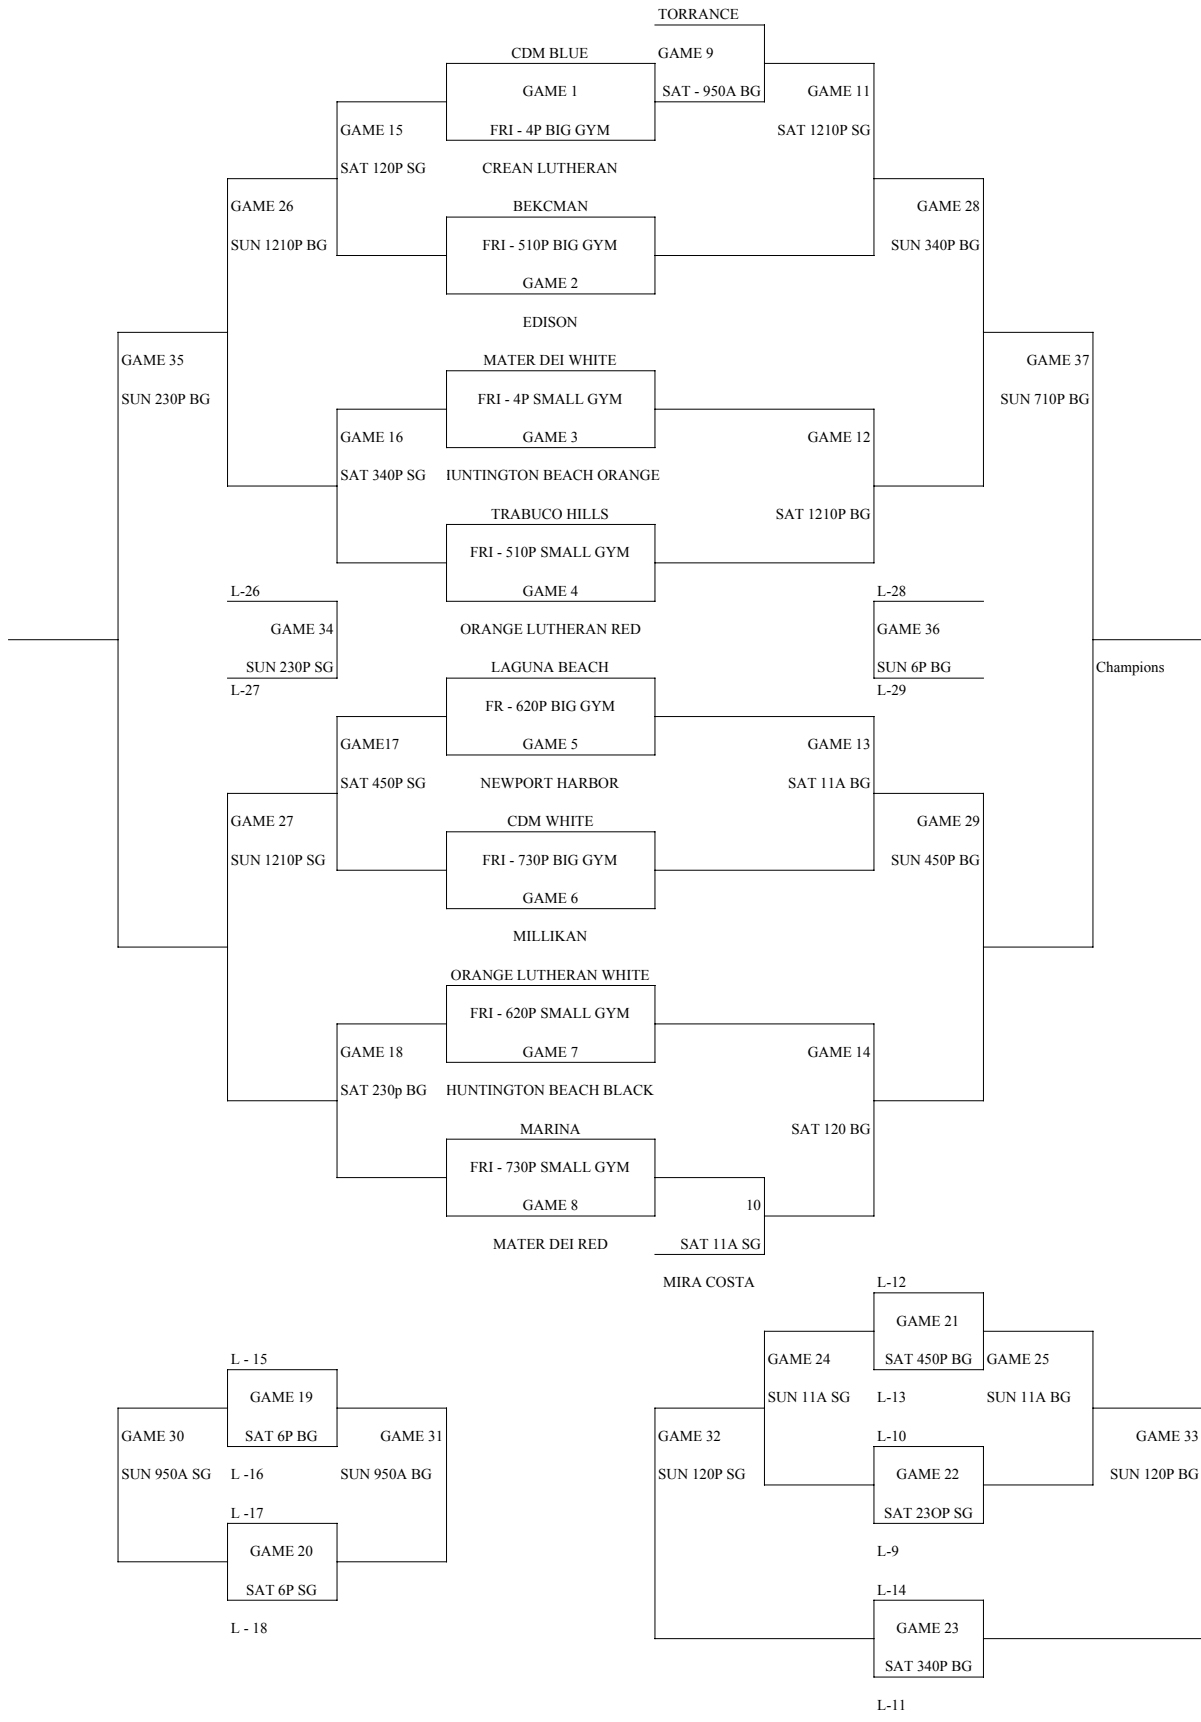 TORRANCE
CDM BLUE GAME 9
GAME 1 SAT - 950A BG GAME 11
GAME 15 FRI - 4P BIG GYM SAT 1210P SG
SAT 120P SG CREAN LUTHERAN
GAME 26 BEKCMAN GAME 28
SUN 1210P BG FRI - 510P BIG GYM SUN 340P BG
GAME 2
EDISON
GAME 35 MATER DEI WHITE GAME 37
SUN 230P BG FRI - 4P SMALL GYM SUN 710P BG
GAME 16 GAME 3 GAME 12
SAT 340P SG IUNTINGTON BEACH ORANGE
TRABUCO HILLS SAT 1210P BG
FRI - 510P SMALL GYM
L-26 GAME 4 L-28
GAME 34 ORANGE LUTHERAN RED GAME 36
SUN 230P SG LAGUNA BEACH SUN 6P BG Champions
L-27 L-29
FR - 620P BIG GYM
GAME17 GAME 5 GAME 13
SAT 450P SG NEWPORT HARBOR SAT 11A BG
GAME 27 CDM WHITE GAME 29
SUN 1210P SG FRI - 730P BIG GYM SUN 450P BG
GAME 6
MILLIKAN
ORANGE LUTHERAN WHITE
FRI - 620P SMALL GYM
GAME 18 GAME 7 GAME 14
SAT 230p BG HUNTINGTON BEACH BLACK
MARINA SAT 120 BG
FRI - 730P SMALL GYM
GAME 8 10
MATER DEI RED SAT 11A SG
MIRA COSTA L-12
GAME 21
L - 15 GAME 24 SAT 450P BG GAME 25
GAME 19 SUN 11A SG L-13 SUN 11A BG
GAME 30 SAT 6P BG GAME 31 GAME 32 L-10 GAME 33
SUN 950A SG L -16 SUN 950A BG SUN 120P SG GAME 22 SUN 120P BG
L -17 SAT 23OP SG
GAME 20 L-9
SAT 6P SG L-14
L - 18 GAME 23
SAT 340P BG
L-11